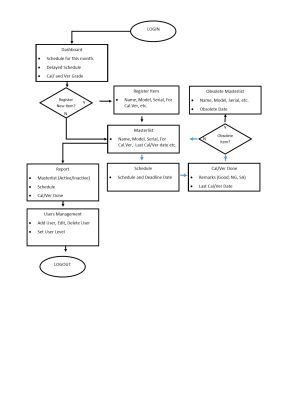 LOGIN
Dashboard
• Schedule for this month.
• Delayed Schedule
• Cal/ and Ver Grade
Register
New Item?
Y
N
Register Item
• Name, Model, Serial, For
Cal Ver, etc.
Obsolete Masterlist
• Name, Model, Serial, etc.
• Obsolete Date
Masterlist
• Name, Model, Serial, For
Cal Ver, Last Cal/Ver date etc.
Obsolete
Item?
Y
N
Report
• Masterlist (Active/Inactive)
• Schedule
• Cal/Ver Done
Schedule
• Schedule and Deadline Date
Cal/Ver Done
• Remarks (Good, NG, SA)
• Last Cal/Ver Date
Users Management
• Add User, Edit, Delete User
• Set User Level
LOGOUT